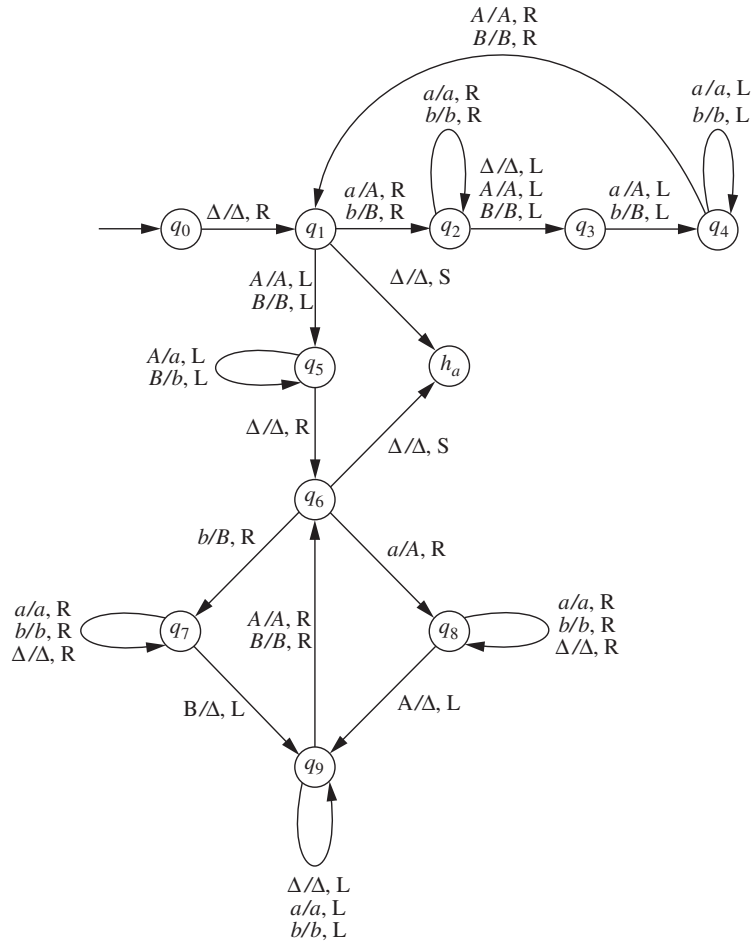 A/A, R
B/B, R
a/a, R
b/b, R
a/a, L
b/b, L
Δ/Δ, L
A/A, L
B/B, L
a/A, R
b/B, R
a/A, L
b/B, L
Δ/Δ, R
q0
q1
q2
q3
q4
A/A, L
B/B, L
Δ/Δ, S
A/a, L
B/b, L
q5
ha
Δ/Δ, R
Δ/Δ, S
q6
b/B, R
a/A, R
a/a, R
b/b, R
Δ/Δ, R
q7
A/A, R
B/B, R
q8
a/a, R
b/b, R
Δ/Δ, R
B/Δ, L
A/Δ, L
q9
Δ/Δ, L
a/a, L
b/b, L